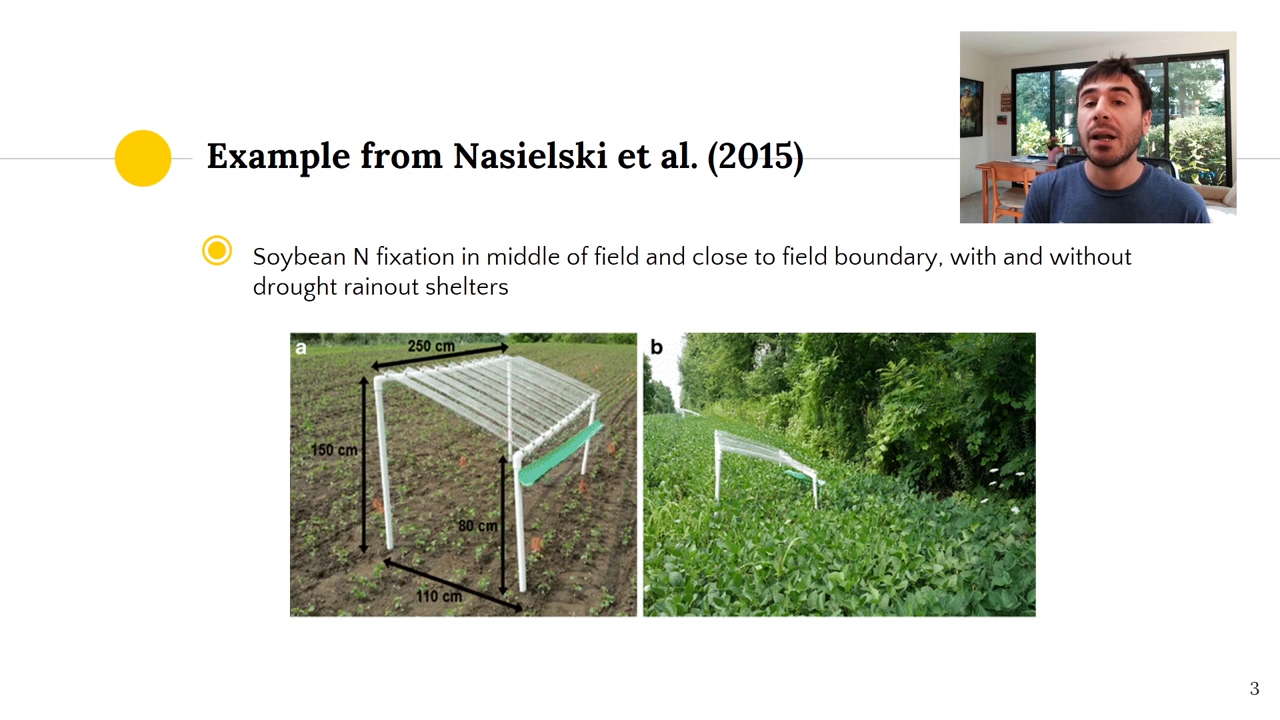 Example from Nasielski et al. (2015)
Soybean N fixation in middle of field and close to field boundary, with and without
drought rainout shelters
a
250 cm
150 cm
80 cm
110 cm
b
3